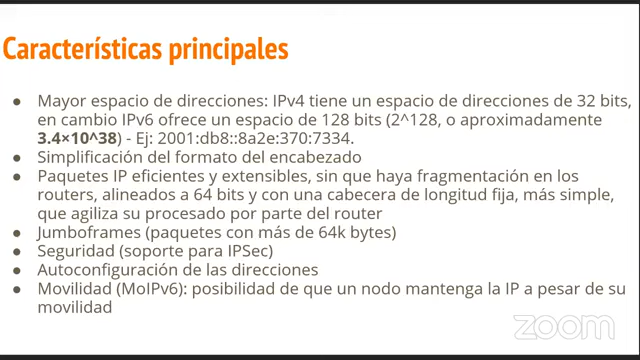 Características principales
● Mayor espacio de direcciones: IPv4 tiene un espacio de direcciones de 32 bits,
en cambio IPv6 ofrece un espacio de 128 bits (2^128, o aproximadamente
3.4×10^38) - Ej: 2001:db8::8a2e:370:7334.
● Simplificación del formato del encabezado
● Paquetes IP eficientes y extensibles, sin que haya fragmentación en los
routers, alineados a 64 bits y con una cabecera de longitud fija, más simple,
que agiliza su procesado por parte del router
● Jumboframes (paquetes con más de 64k bytes)
● Seguridad (soporte para IPSec)
● Autoconfiguración de las direcciones
● Movilidad (MoIPv6): posibilidad de que un nodo mantenga la IP a pesar de su
movilidad
zoom